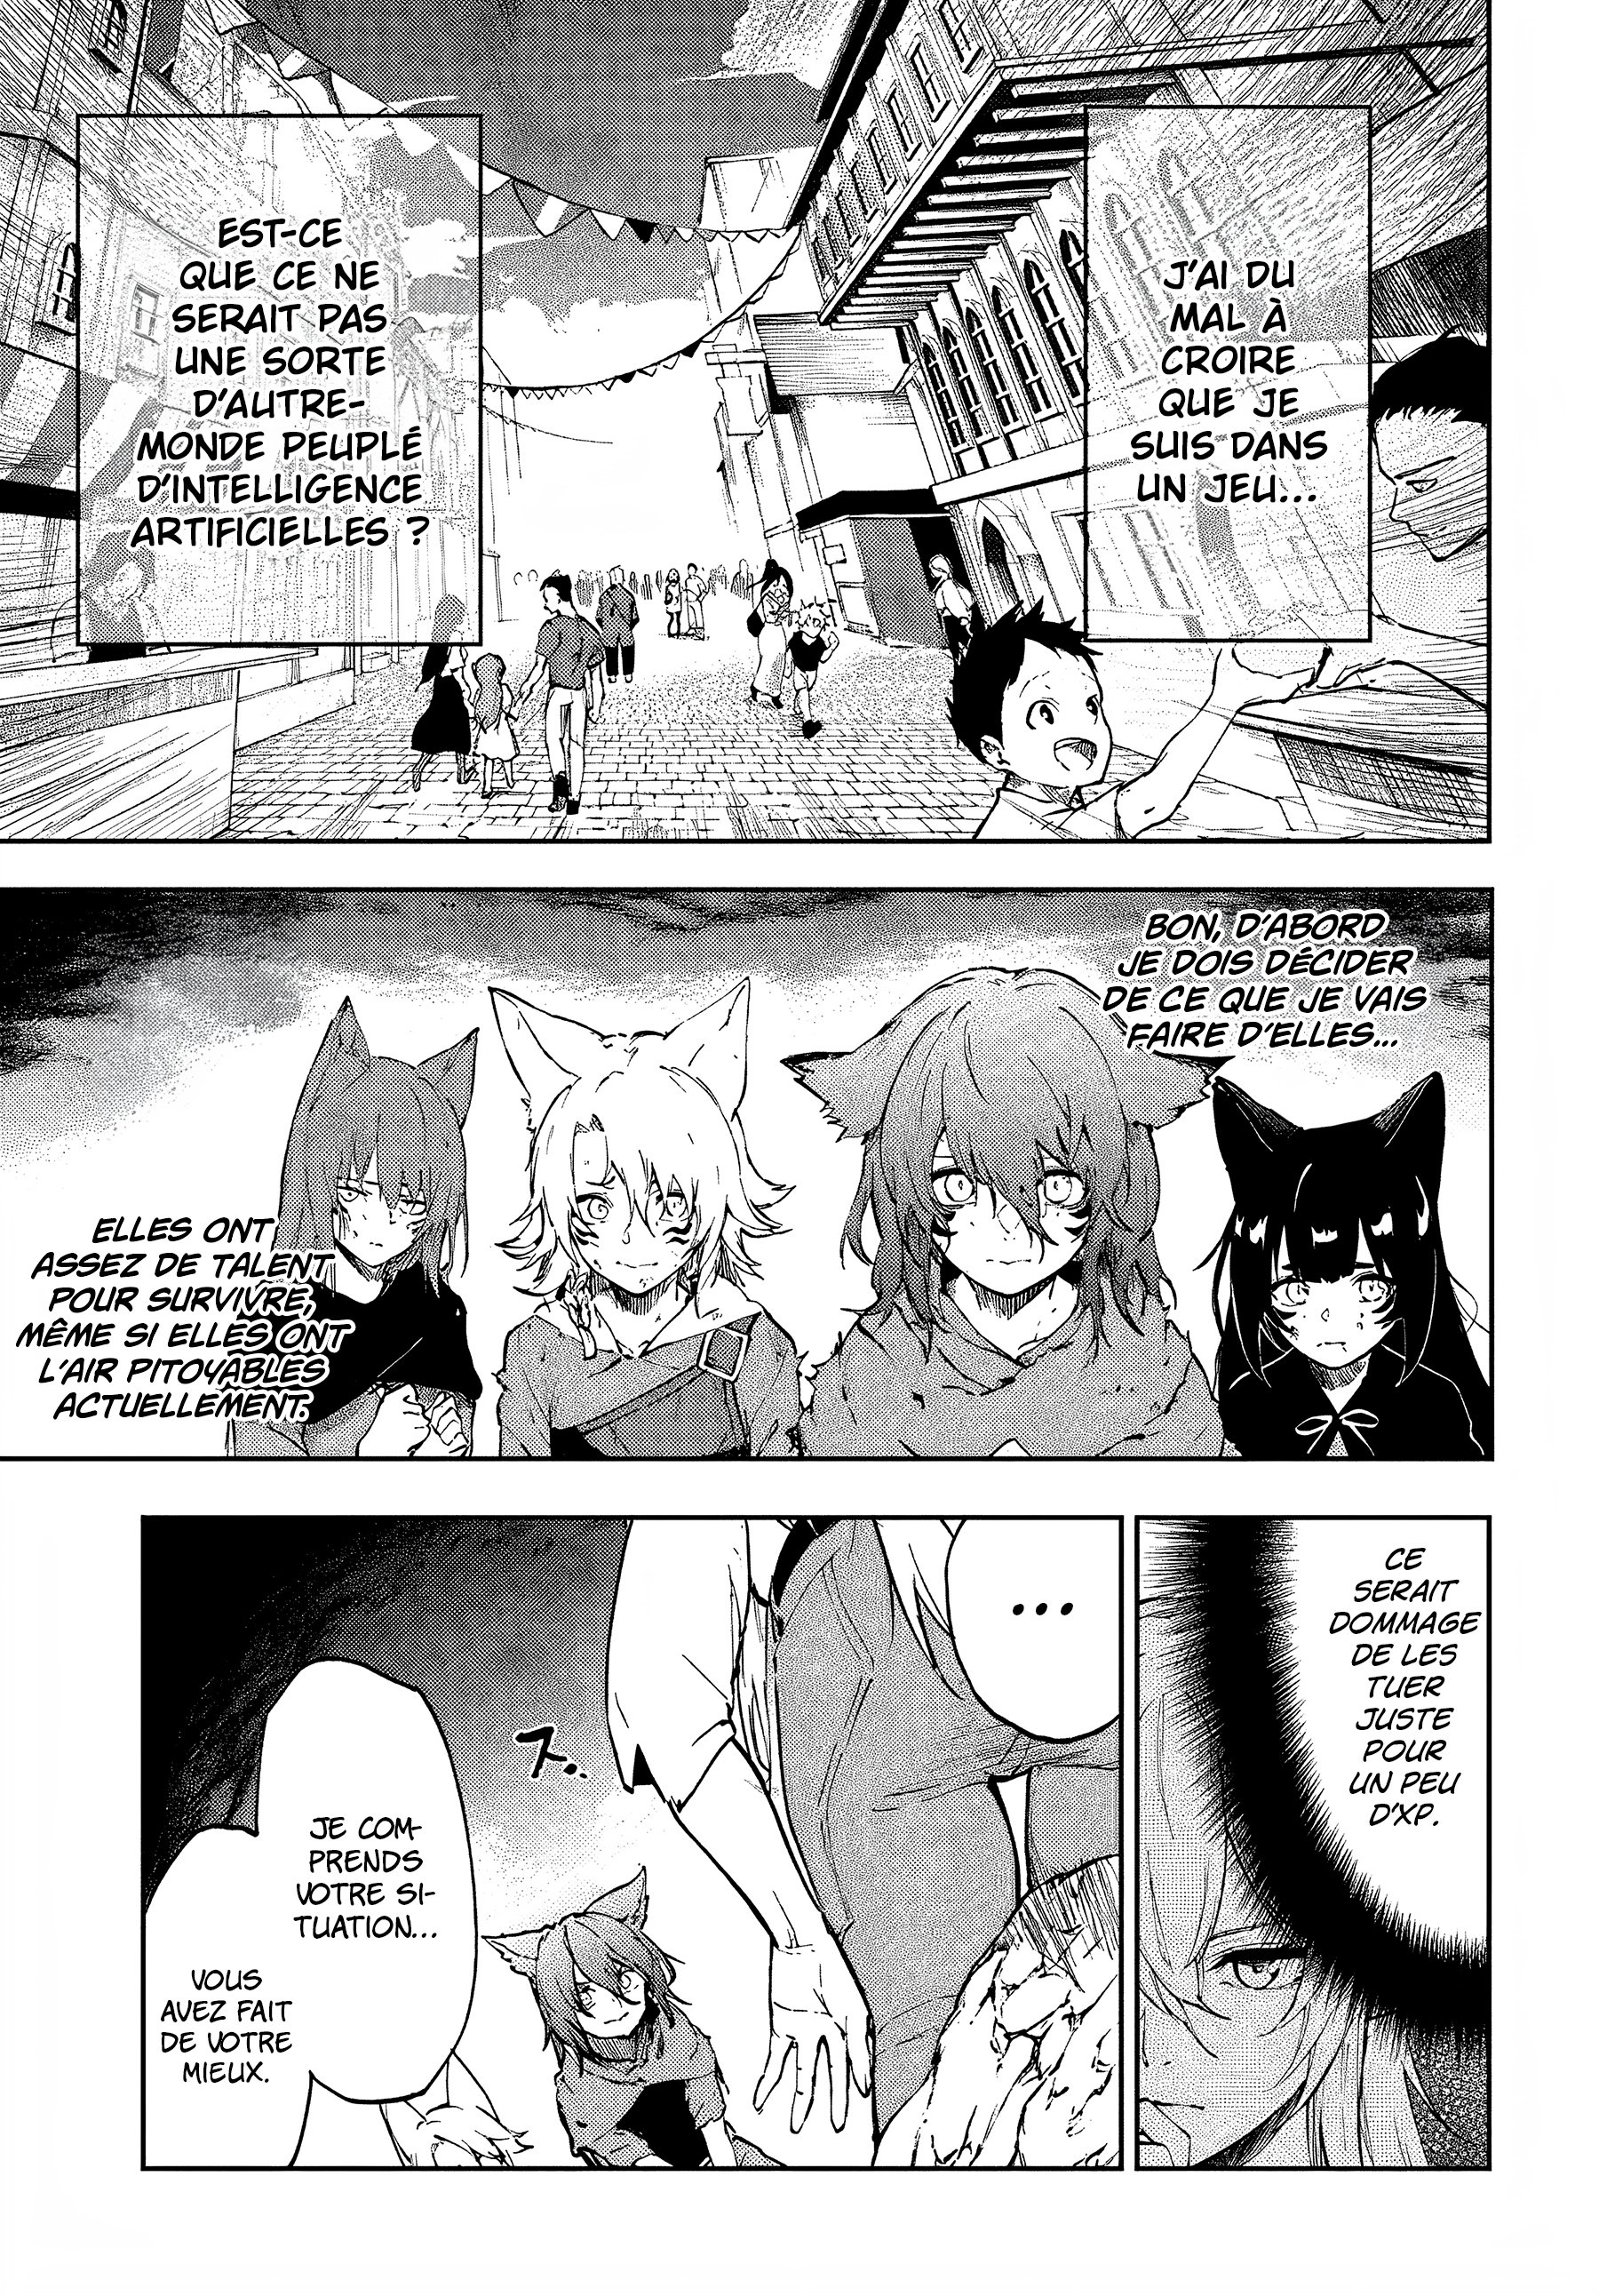 J'AI DU
MAL À
CROIRE
QUE JE
SUIS DANS
UN JEU...
EST-CE
QUE CE NE
SERAIT PAS
UNE SORTE
D'AUTRE-
MONDE PEUPLÉ
D'INTELLIGENCE
ARTIFICIELLES ?
BON, D'ABORD
JE DOIS DÉCIDER
DE CE QUE JE VAIS
FAIRE D'ELLES...
ELLES ONT
ASSEZ DE TALENT
POUR SURVIVRE,
MÊME SI ELLES ONT
L'AIR PITOYABLES
ACTUELLEMENT.
CE
SERAIT
DOMMAGE
DE LES
TUER
JUSTE
POUR
UN PEU
D'XP.
...
ス...
JE COM-
PRENDS
VOTRE SI-
TUATION...
VOUS
AVEZ FAIT
DE VOTRE
MIEUX.